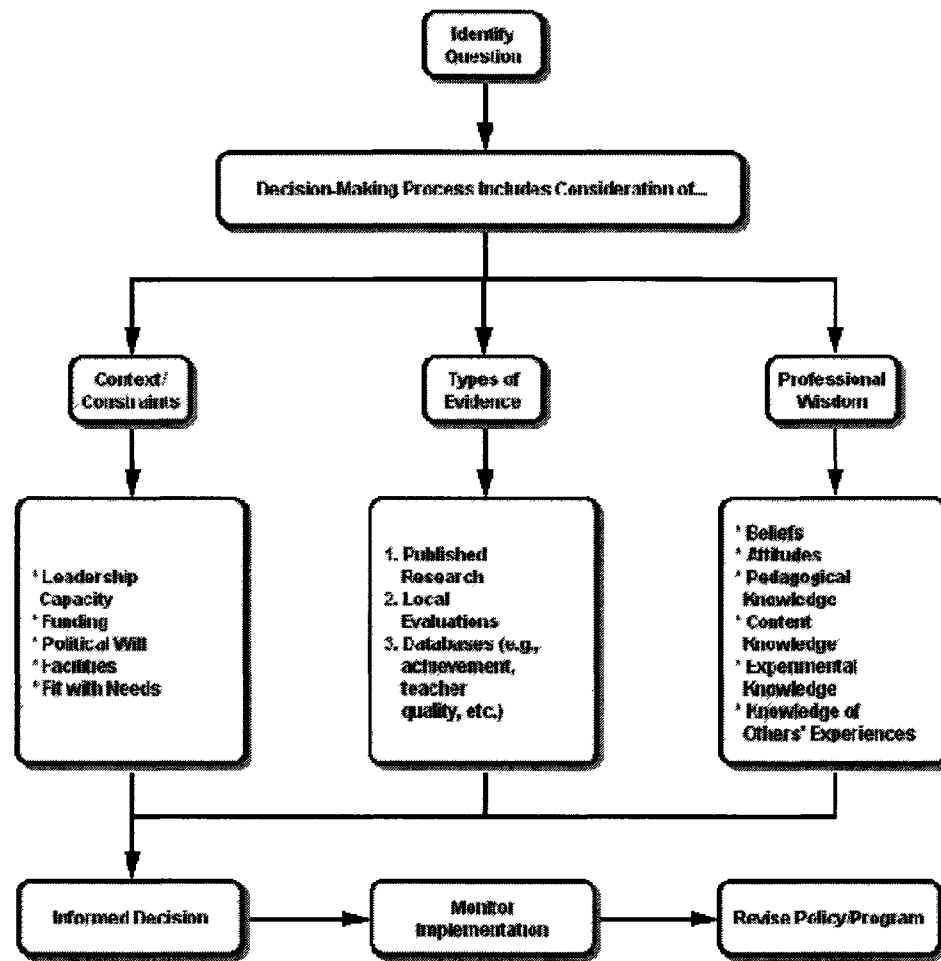 Identify
Question
Decision-Making Process Includes Consideration of...
Context/
Constraints
Types of
Evidence
Professional
Wisdom
* Leadership
Capacity
* Funding
* Political Will
* Facilities
* Fit with Needs
1. Published
Research
2. Local
Evaluations
3. Databases (e.g.,
achievement,
teacher
quality, etc.)
* Beliefs
* Attitudes
* Pedagogical
Knowledge
* Content
Knowledge
* Experimental
Knowledge
* Knowledge of
Others' Experiences
Informed Decision
Monitor
Implementation
Revise Policy/Program